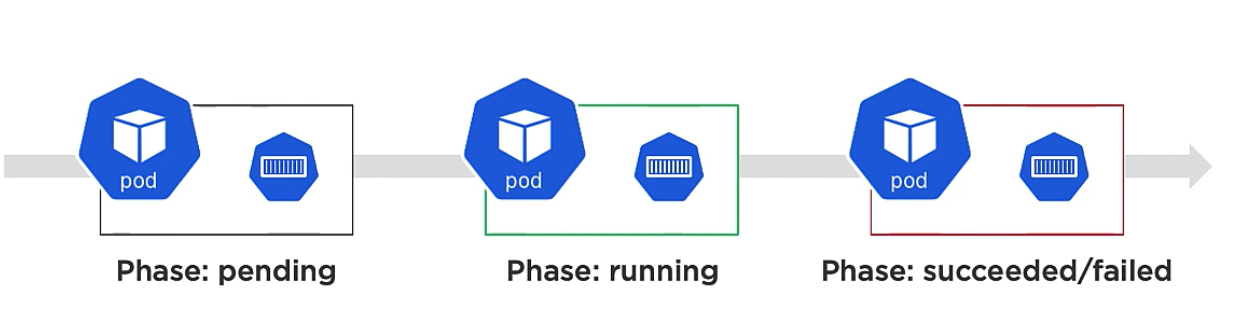 pod
pod
pod
Phase: pending
Phase: running
Phase: succeeded/failed